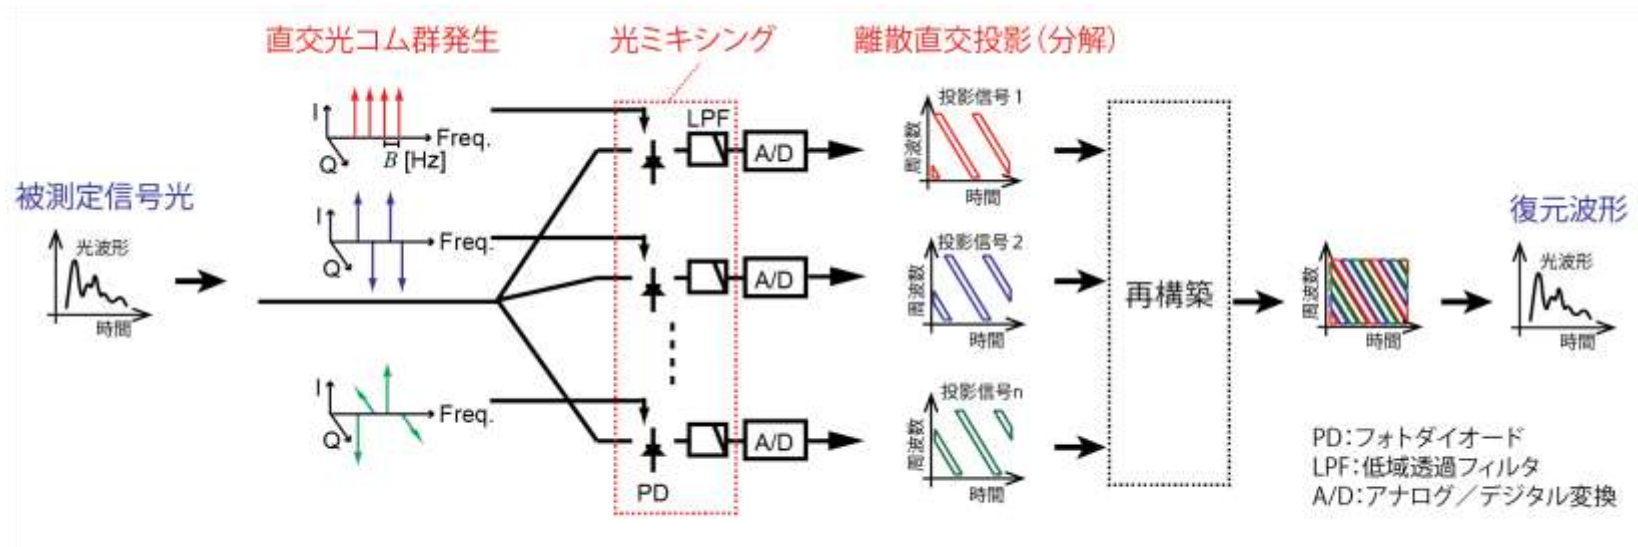 直交光コム群発生
光ミキシング
離散直交投影（分解）
I
Q
Freq.
B [Hz]
LPF
A/D
投影信号1
周波数
時間
被測定信号光
光波形
時間
I
Q
Freq.
A/D
投影信号2
周波数
時間
再構築
周波数
時間
復元波形
光波形
時間
I
Q
Freq.
PD
A/D
投影信号n
周波数
時間
PD：フォトダイオード
LPF：低域透過フィルタ
A/D：アナログ／デジタル変換